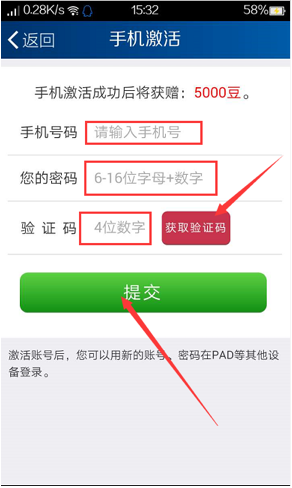 0.28K/s 15:32 58%
返回 手机激活
手机激活成功后将获赠：5000豆。
手机号码 请输入手机号
您的密码 6-16位字母+数字
验 证 码 4位数字 获取验证码
提交
激活账号后，您可以用新的账号、密码在PAD等其他设
备登录。